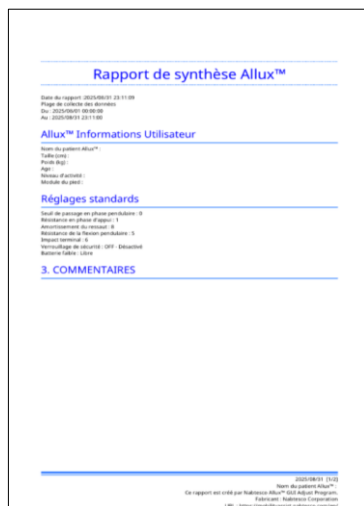 Rapport de synthèse Allux™
Date du rapport :2025/08/31 23:11:09
Plage de collecte des données
Du : 2025/06/01 00:00:00
Au : 2025/08/31 23:11:00
Allux™ Informations Utilisateur
Nom du patient Allux™ :
Taille (cm) :
Poids (kg) :
Age :
Niveau d'activité :
Module du pied :
Réglages standards
Seuil de passage en phase pendulaire : 0
Résistance en phase d'appui : 1
Amortissement du ressaut : 8
Résistance de la flexion pendulaire : 5
Impact terminal : 6
Verrouillage de sécurité : OFF - Désactivé
Batterie faible : Libre
3. COMMENTAIRES
2025/08/31 [1/2]
Nom du patient Allux™ :
Ce rapport est créé par Nabtesco Allux™ GUI Adjust Program.
Fabricant : Nabtesco Corporation